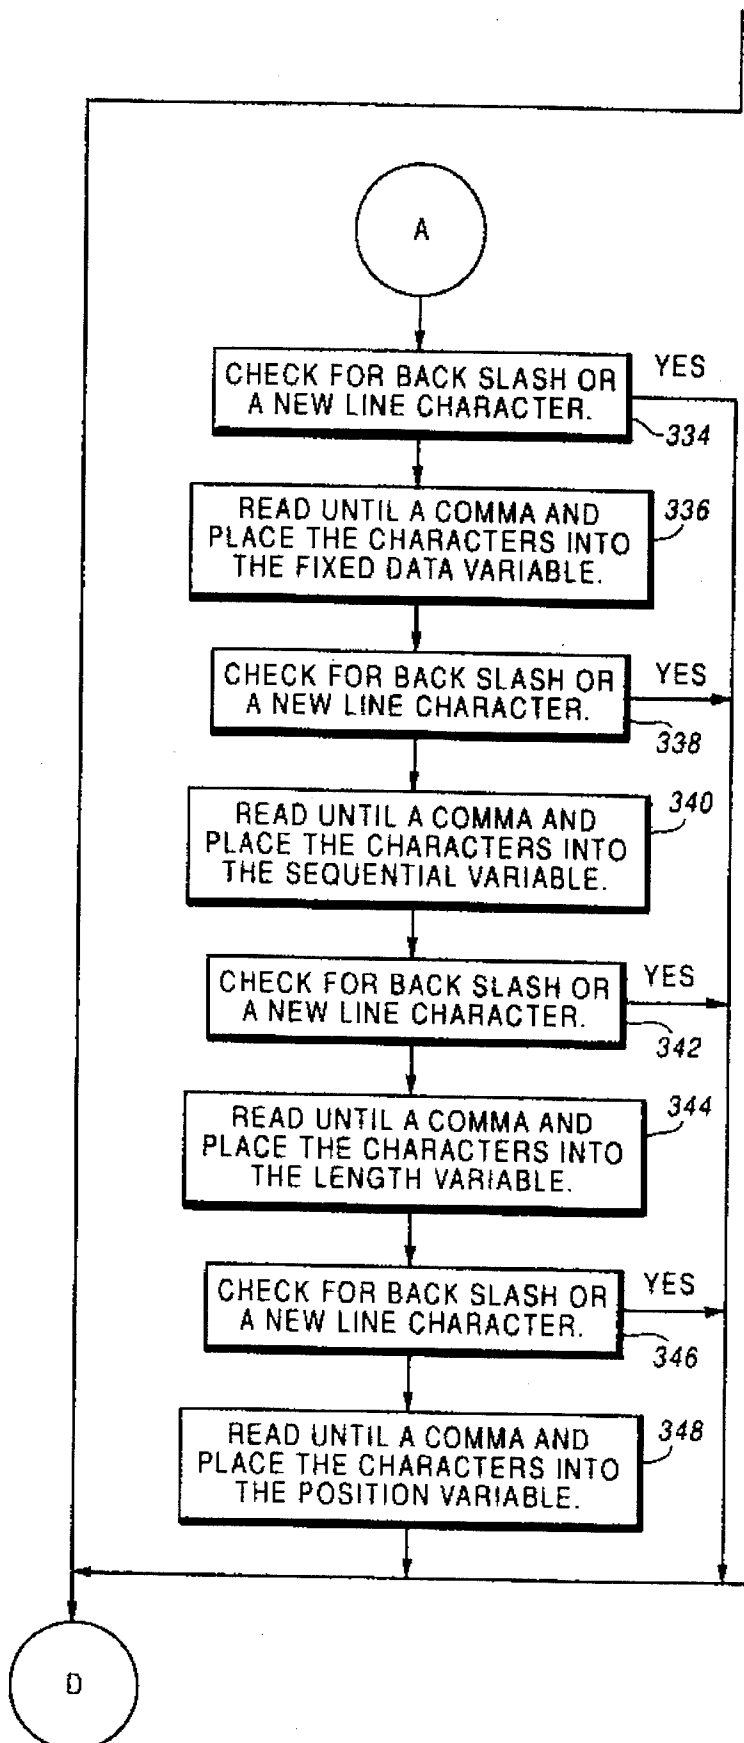 A
CHECK FOR BACK SLASH OR
A NEW LINE CHARACTER.
YES
334
READ UNTIL A COMMA AND
PLACE THE CHARACTERS INTO
THE FIXED DATA VARIABLE.
336
CHECK FOR BACK SLASH OR
A NEW LINE CHARACTER.
YES
338
READ UNTIL A COMMA AND
PLACE THE CHARACTERS INTO
THE SEQUENTIAL VARIABLE.
340
CHECK FOR BACK SLASH OR
A NEW LINE CHARACTER.
YES
342
READ UNTIL A COMMA AND
PLACE THE CHARACTERS INTO
THE LENGTH VARIABLE.
344
CHECK FOR BACK SLASH OR
A NEW LINE CHARACTER.
YES
346
READ UNTIL A COMMA AND
PLACE THE CHARACTERS INTO
THE POSITION VARIABLE.
348
D